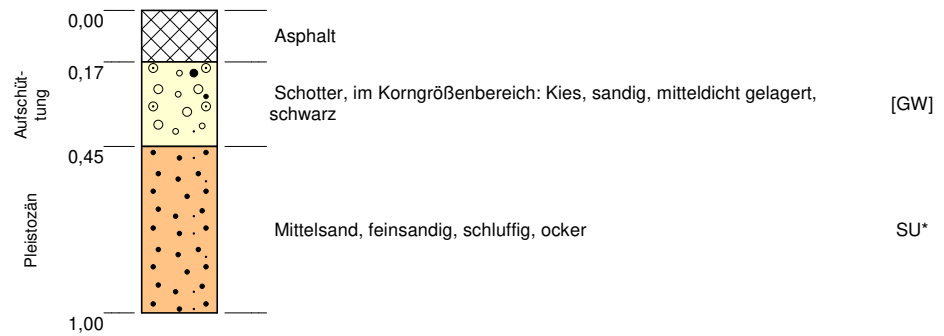 0,00
Asphalt
0,17
Aufschüt-
tung
Schotter, im Korngrößenbereich: Kies, sandig, mitteldicht gelagert,
schwarz
[GW]
0,45
Pleistozän
Mittelsand, feinsandig, schluffig, ocker
SU*
1,00